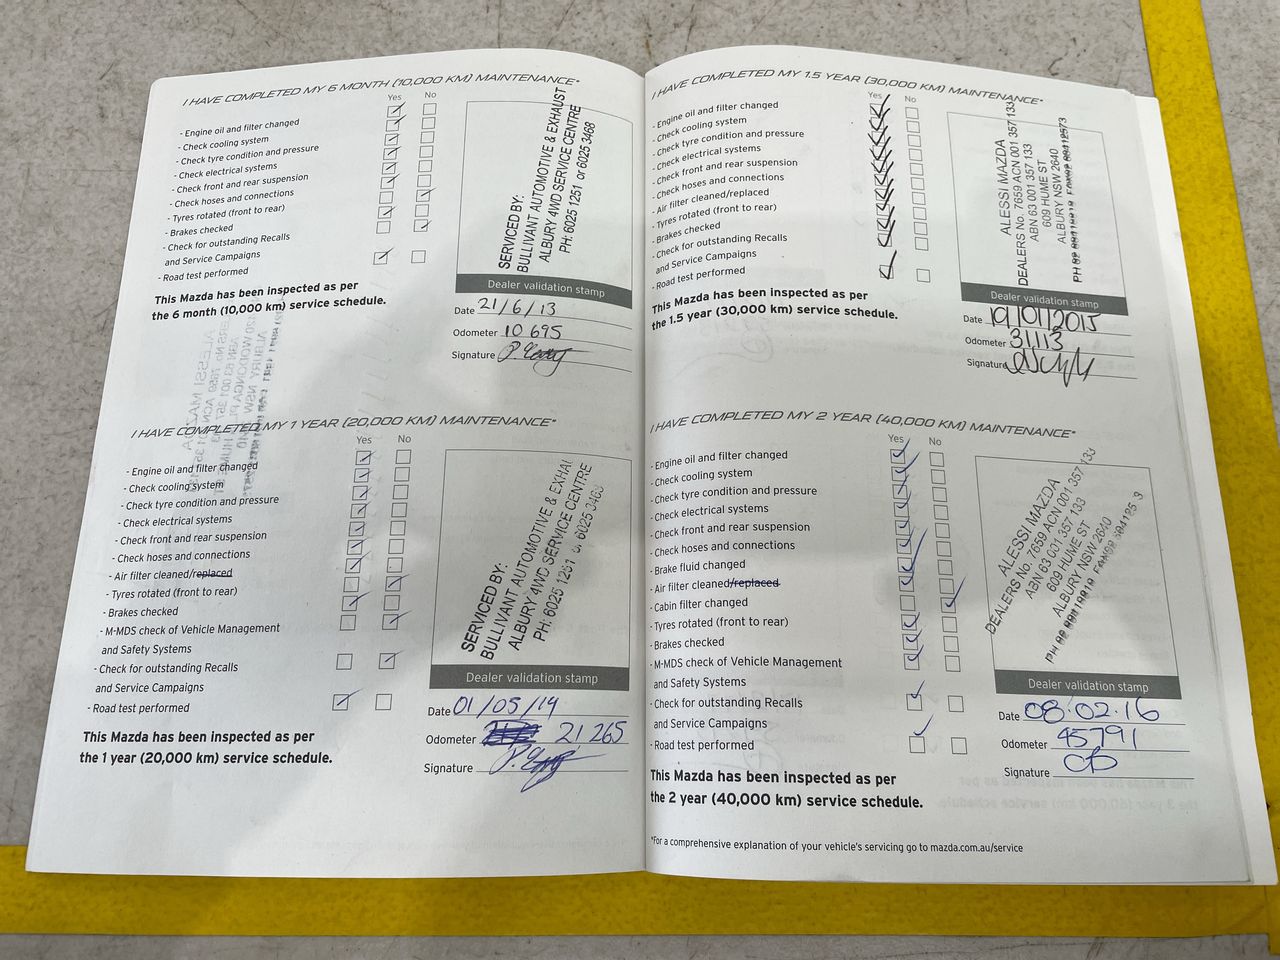 I HAVE COMPLETED MY 6 MONTH (10,000 KM) MAINTENANCE*
Yes No
- Engine oil and filter changed
- Check cooling system
- Check tyre condition and pressure
- Check electrical systems
- Check front and rear suspension
- Check hoses and connections
- Tyres rotated (front to rear)
- Brakes checked
- Check for outstanding Recalls
and Service Campaigns
- Road test performed
This Mazda has been inspected as per
the 6 month (10,000 km) service schedule.
SERVICED BY:
BULLIVANT AUTOMOTIVE & EXHAUST
ALBURY 4WD SERVICE CENTRE
PH: 6025 1251 or 6025 3468
Dealer validation stamp
Date 21/6/13
Odometer 10 695
Signature
I HAVE COMPLETED MY 1 YEAR (20,000 KM) MAINTENANCE*
Yes No
- Engine oil and filter changed
- Check cooling system
- Check tyre condition and pressure
- Check electrical systems
- Check front and rear suspension
- Check hoses and connections
- Air filter cleaned/replaced
- Tyres rotated (front to rear)
- Brakes checked
- M-MDS check of Vehicle Management
and Safety Systems
- Check for outstanding Recalls
and Service Campaigns
- Road test performed
This Mazda has been inspected as per
the 1 year (20,000 km) service schedule.
SERVICED BY:
BULLIVANT AUTOMOTIVE & EXHAU
ALBURY 4WD SERVICE CENTRE
PH: 6025 1251 or 6025 3468
Dealer validation stamp
Date 01/05/14
Odometer 21 265
Signature
I HAVE COMPLETED MY 1.5 YEAR (30,000 KM) MAINTENANCE*
Yes No
- Engine oil and filter changed
- Check cooling system
- Check tyre condition and pressure
- Check electrical systems
- Check front and rear suspension
- Check hoses and connections
- Air filter cleaned/replaced
- Tyres rotated (front to rear)
- Brakes checked
- Check for outstanding Recalls
and Service Campaigns
- Road test performed
This Mazda has been inspected as per
the 1.5 year (30,000 km) service schedule.
ALESSI MAZDA
DEALERS No. 7659 ACN 001 357 133
ABN 63 001 357 133
609 HUME ST
ALBURY NSW 2640
Dealer validation stamp
Date 19/01/2015
Odometer 31113
Signature
I HAVE COMPLETED MY 2 YEAR (40,000 KM) MAINTENANCE*
Yes No
- Engine oil and filter changed
- Check cooling system
- Check tyre condition and pressure
- Check electrical systems
- Check front and rear suspension
- Check hoses and connections
- Brake fluid changed
- Air filter cleaned/replaced
- Cabin filter changed
- Tyres rotated (front to rear)
- Brakes checked
- M-MDS check of Vehicle Management
and Safety Systems
- Check for outstanding Recalls
and Service Campaigns
- Road test performed
This Mazda has been inspected as per
the 2 year (40,000 km) service schedule.
ALESSI MAZDA
DEALERS No. 7659 ACN 001 357 133
ABN 63 001 357 133
609 HUME ST
ALBURY NSW 2640
Dealer validation stamp
Date 08.02.16
Odometer 45791
Signature
*For a comprehensive explanation of your vehicle's servicing go to mazda.com.au/service